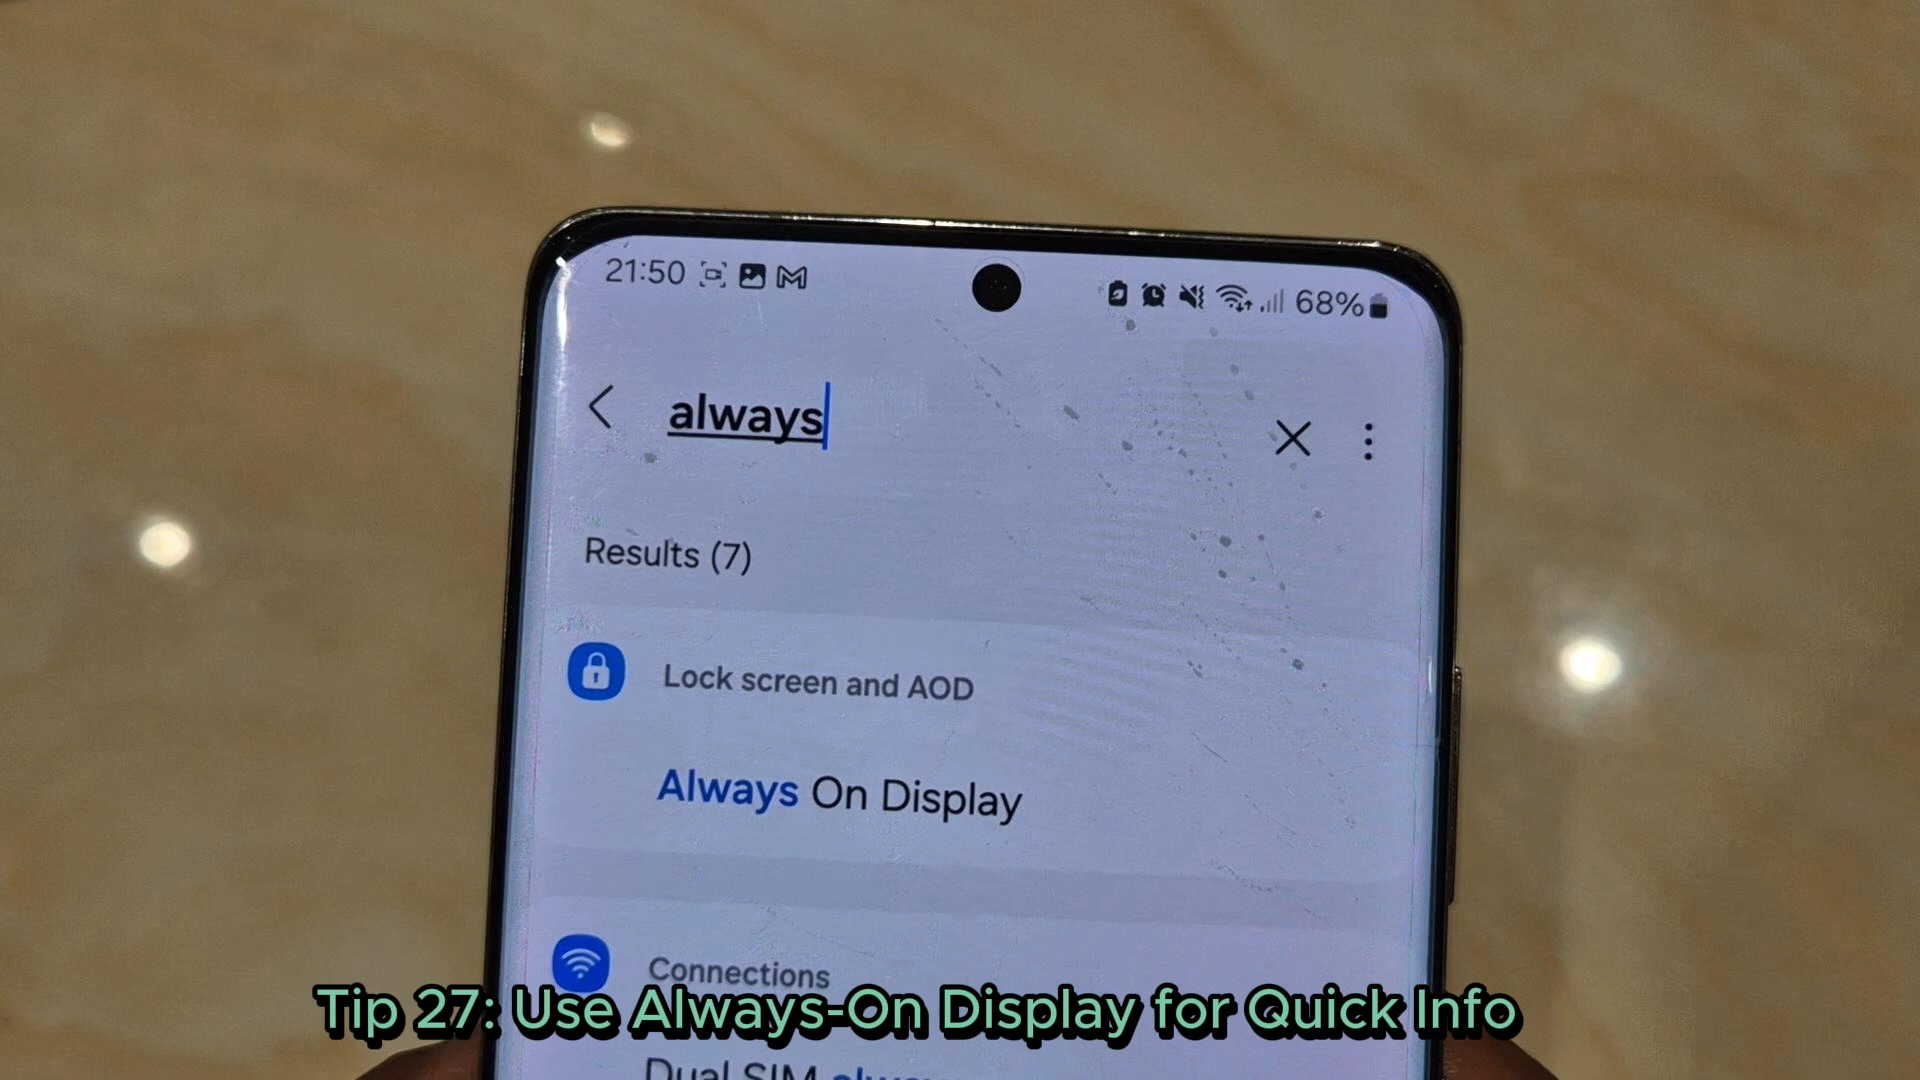 21:50 68%
always
Results (7)
Lock screen and AOD
Always On Display
Connections
Tip 27: Use Always-On Display for Quick Info
Dual SIM